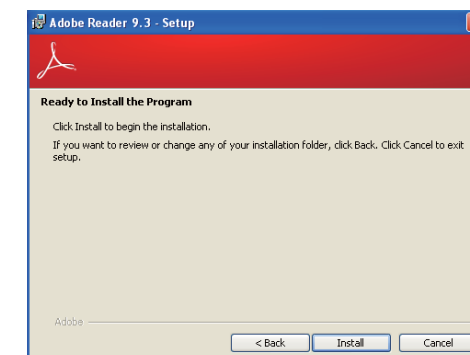 Adobe Reader 9.3 - Setup
Ready to Install the Program
Click Install to begin the installation.
If you want to review or change any of your installation folder, click Back. Click Cancel to exit
setup.
Adobe
< Back Install Cancel